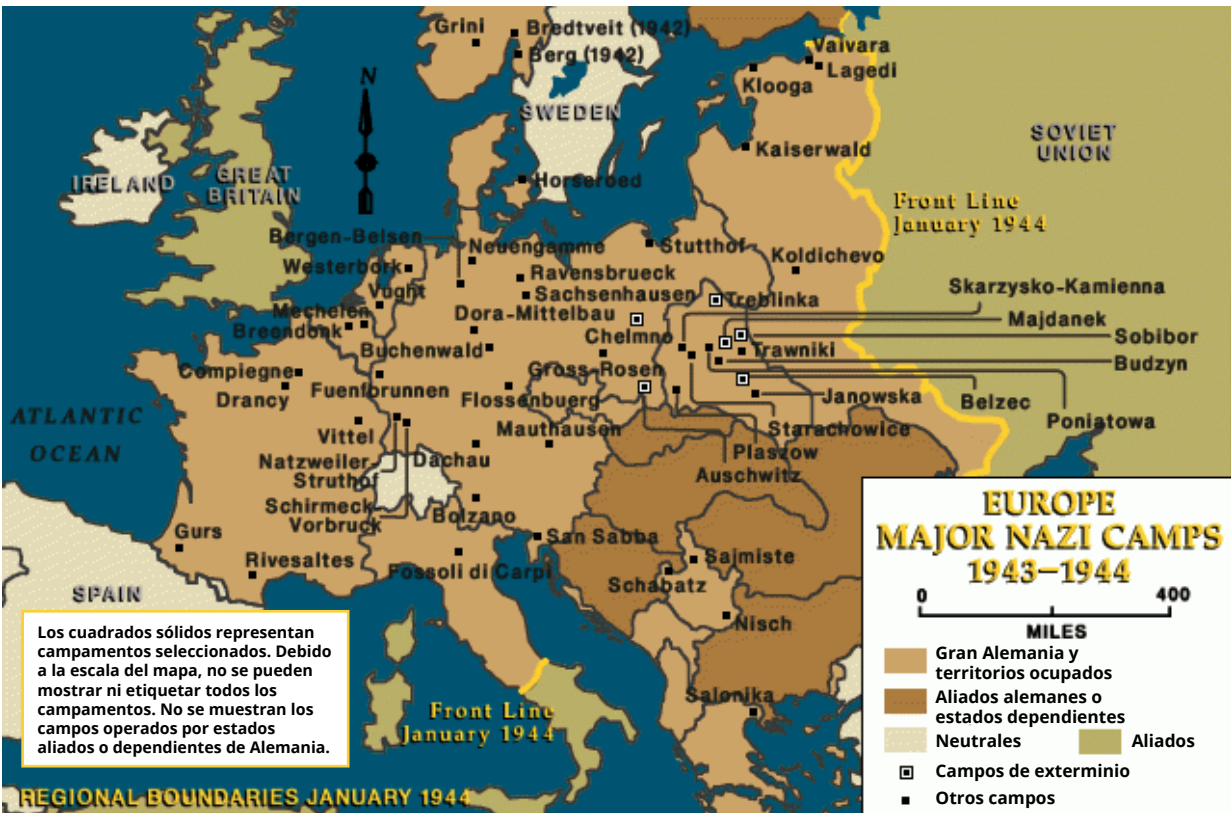 Grini
Bredtveit (1942)
Berg (1942)
Vaivara
Lagedi
Klooga
N
SWEDEN
SOVIET
UNION
Kaiserwald
IRELAND
GREAT
BRITAIN
Horseroed
Front Line
January 1944
Bergen-Belsen
Neuengamme
Stutthof
Koldichevo
Westerbork
Ravensbrueck
Vught
Sachsenhausen
Treblinka
Skarzysko-Kamienna
Mechelen
Dora-Mittelbau
Majdanek
Breendonk
Chelmno
Sobibor
Buchenwald
Trawniki
Budzyn
Compiegne
Gross-Rosen
Fuenfbrunnen
Drancy
Flossenbuerg
Janowska
Belzec
ATLANTIC
OCEAN
Poniatowa
Vittel
Mauthausen
Starachowice
Natzweiler-
Struthof
Dachau
Plaszow
Auschwitz
Schirmeck-
Vorbruck
Bolzano
Gurs
San Sabba
Rivesaltes
Fossoli di Carpi
Sajmiste
Schabatz
SPAIN
Nisch
Salonika
Front Line
January 1944
Los cuadrados sólidos representan
campamentos seleccionados. Debido
a la escala del mapa, no se pueden
mostrar ni etiquetar todos los
campamentos. No se muestran los
campos operados por estados
aliados o dependientes de Alemania.
REGIONAL BOUNDARIES JANUARY 1944
EUROPE
MAJOR NAZI CAMPS
1943–1944
0 400
MILES
Gran Alemania y
territorios ocupados
Aliados alemanes o
estados dependientes
Neutrales
Aliados
Campos de exterminio
Otros campos